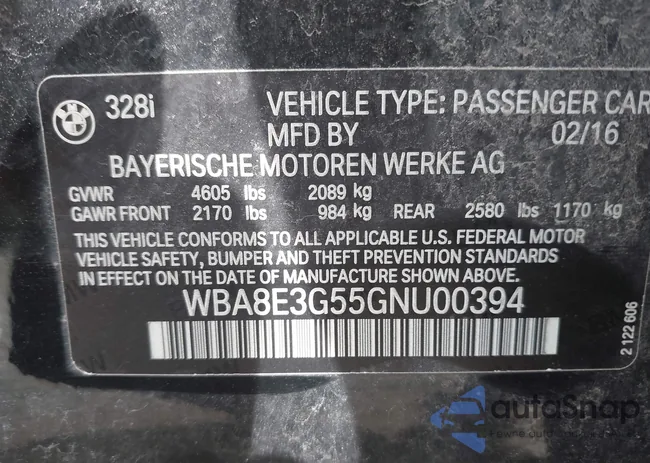 328i VEHICLE TYPE: PASSENGER CAR
MFD BY 02/16
BAYERISCHE MOTOREN WERKE AG
GVWR 4605 lbs 2089 kg
GAWR FRONT 2170 lbs 984 kg REAR 2580 lbs 1170 kg
THIS VEHICLE CONFORMS TO ALL APPLICABLE U.S. FEDERAL MOTOR
VEHICLE SAFETY, BUMPER AND THEFT PREVENTION STANDARDS
IN EFFECT ON THE DATE OF MANUFACTURE SHOWN ABOVE.
WBA8E3G55GNU00394
2 122 606
autoSnap